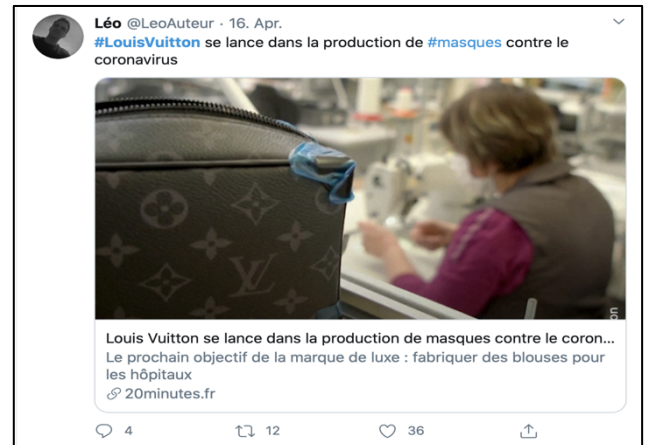 Léo @LeoAuteur · 16. Apr.
#LouisVuitton se lance dans la production de #masques contre le
coronavirus
LV
on
Louis Vuitton se lance dans la production de masques contre le coron...
Le prochain objectif de la marque de luxe : fabriquer des blouses pour
les hôpitaux
20minutes.fr
4 12 36